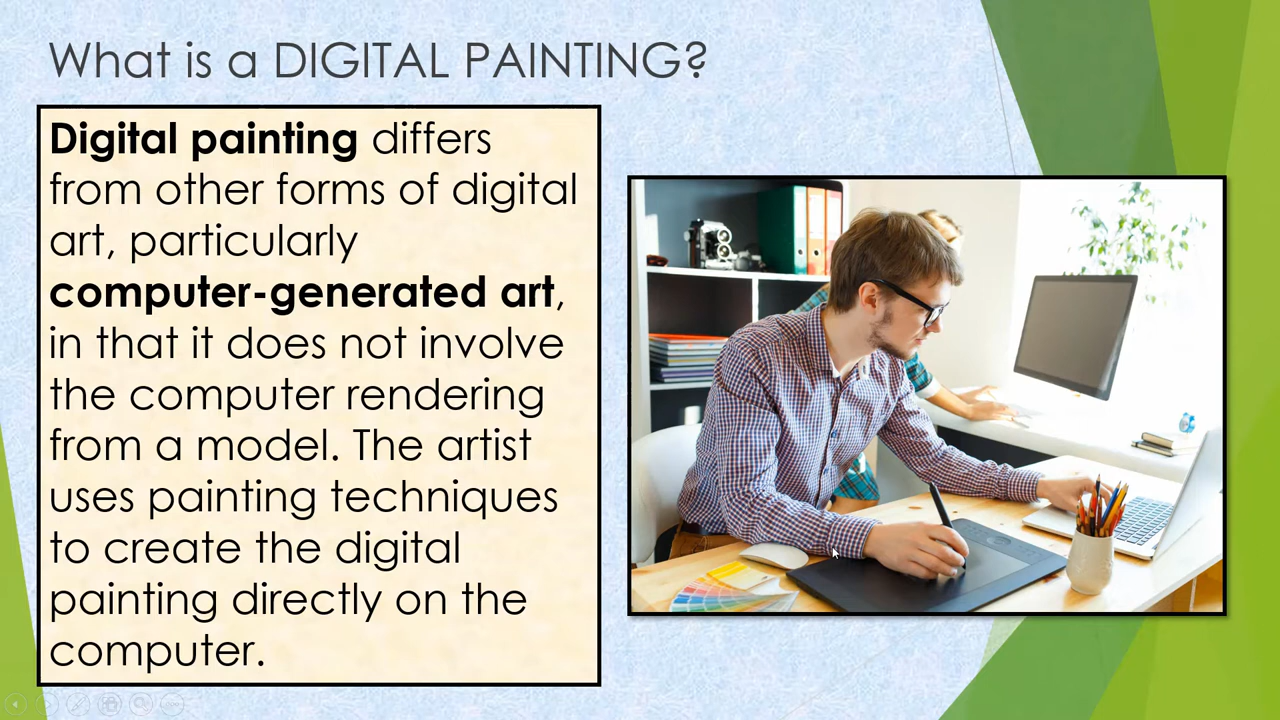 What is a DIGITAL PAINTING?
Digital painting differs
from other forms of digital
art, particularly
computer-generated art,
in that it does not involve
the computer rendering
from a model. The artist
uses painting techniques
to create the digital
painting directly on the
computer.